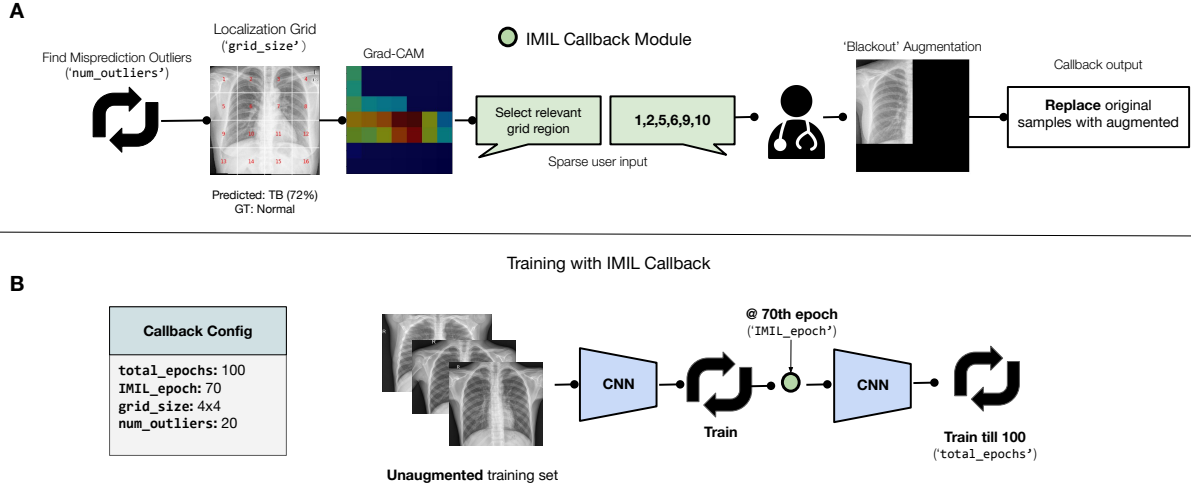 A
IMIL Callback Module
Find Misprediction Outliers
('num_outliers’)
Localization Grid
('grid_size’)
1 2 3 4
5 6 7 8
9 10 11 12
13 14 15 16
Predicted: TB (72%)
GT: Normal
Grad-CAM
Select relevant
grid region
1,2,5,6,9,10
Sparse user input
'Blackout' Augmentation
Callback output
Replace original
samples with augmented
B
Training with IMIL Callback
Callback Config
total_epochs: 100
IMIL_epoch: 70
grid_size: 4x4
num_outliers: 20
R
Unaugmented training set
CNN
Train
@ 70th epoch
('IMIL_epoch')
CNN
Train till 100
('total_epochs’)